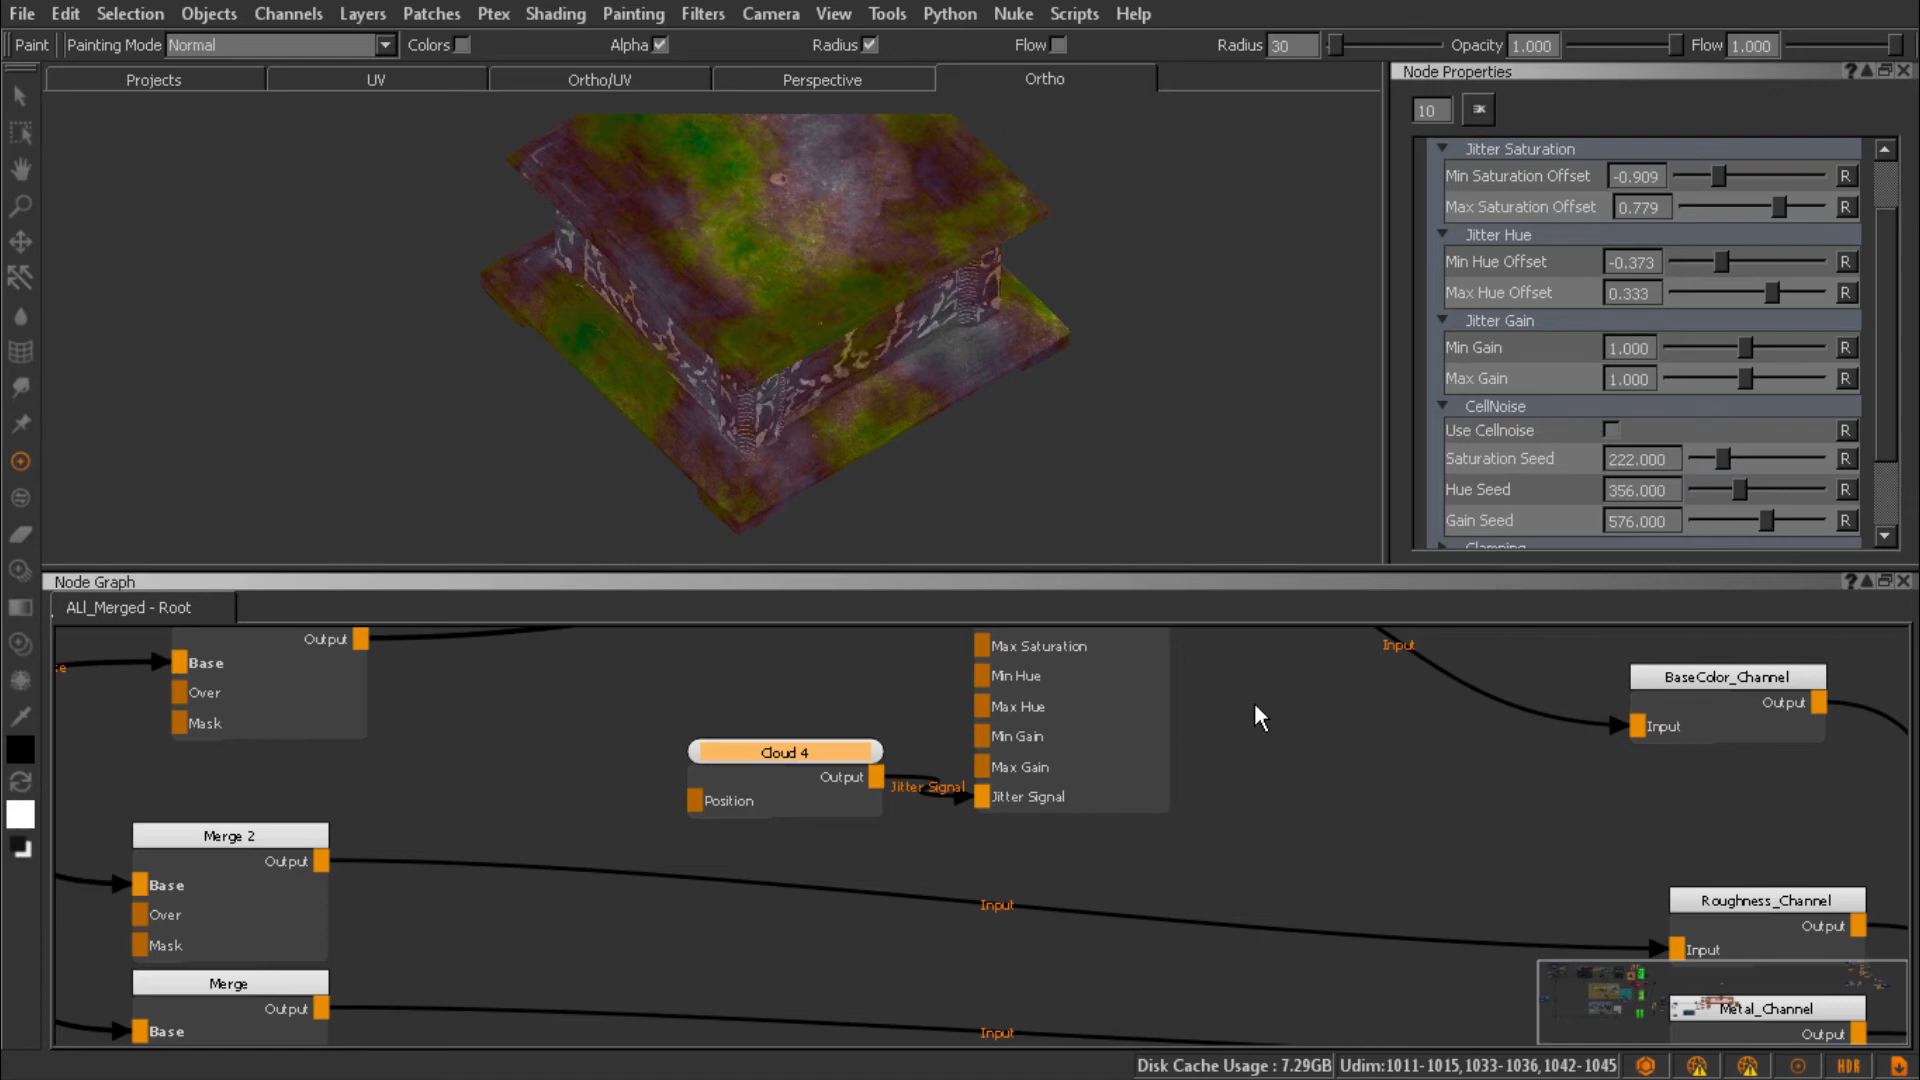 File Edit Selection Objects Channels Layers Patches Ptex Shading Painting Filters Camera View Tools Python Nuke Scripts Help
Paint Painting Mode Normal Colors Alpha Radius Flow Radius 30 Opacity 1.000 Flow 1.000
Projects UV Ortho/UV Perspective Ortho
Node Properties
10
Jitter Saturation
Min Saturation Offset -0.909 R
Max Saturation Offset 0.779 R
Jitter Hue
Min Hue Offset -0.373 R
Max Hue Offset 0.333 R
Jitter Gain
Min Gain 1.000 R
Max Gain 1.000 R
CellNoise
Use Cellnoise R
Saturation Seed 222.000 R
Hue Seed 356.000 R
Gain Seed 576.000 R
Clamping
Node Graph
ALl_Merged - Root
Output
Base
Over
Mask
Max Saturation
Min Hue
Max Hue
Min Gain
Max Gain
Jitter Signal
Input
BaseColor_Channel
Output
Input
Cloud 4
Output
Position
Jitter Signal
Merge 2
Output
Base
Over
Mask
Input
Roughness_Channel
Output
Input
Merge
Output
Base
Input
Metal_Channel
Output
Disk Cache Usage : 7.29GB Udim:1011-1015,1033-1036,1042-1045 HDR